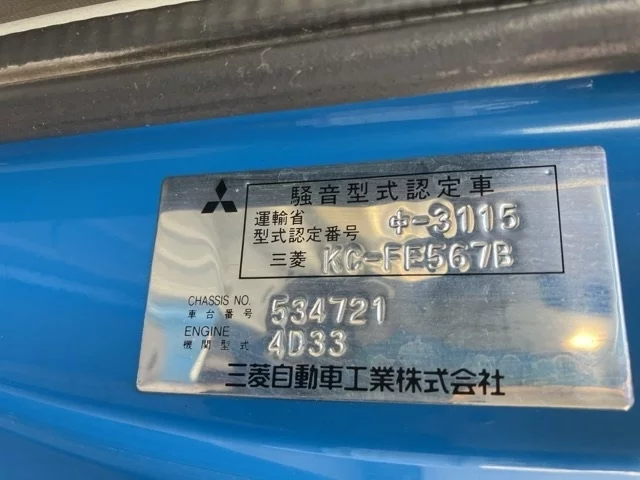 騒音型式認定車
運輸省
型式認定番号 中-3115
三菱 KC-FE567B
CHASSIS NO.
車台番号 534721
ENGINE
機関型式 4D33
三菱自動車工業株式会社